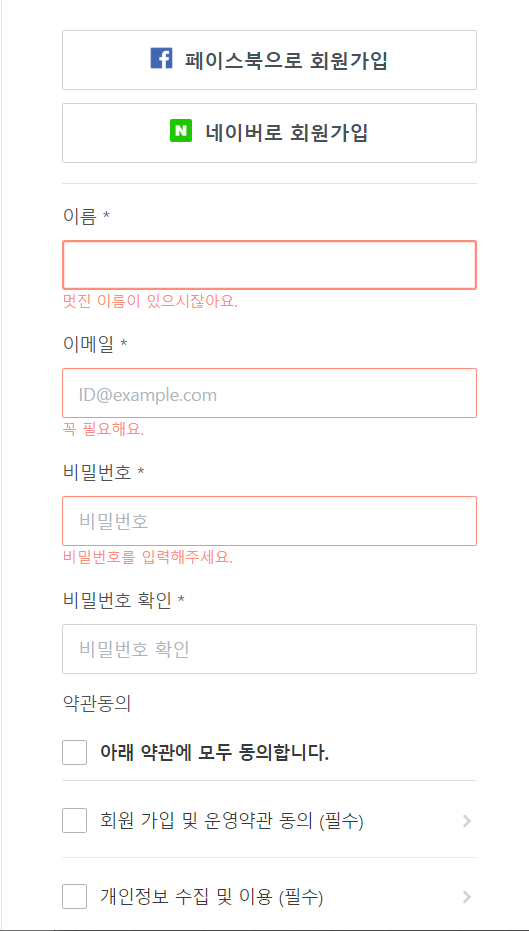 페이스북으로 회원가입
N 네이버로 회원가입
이름 *
멋진 이름이 있으시잖아요.
이메일 *
ID@example.com
꼭 필요해요.
비밀번호 *
비밀번호
비밀번호를 입력해주세요.
비밀번호 확인 *
비밀번호 확인
약관동의
아래 약관에 모두 동의합니다.
회원 가입 및 운영약관 동의 (필수)
개인정보 수집 및 이용 (필수)